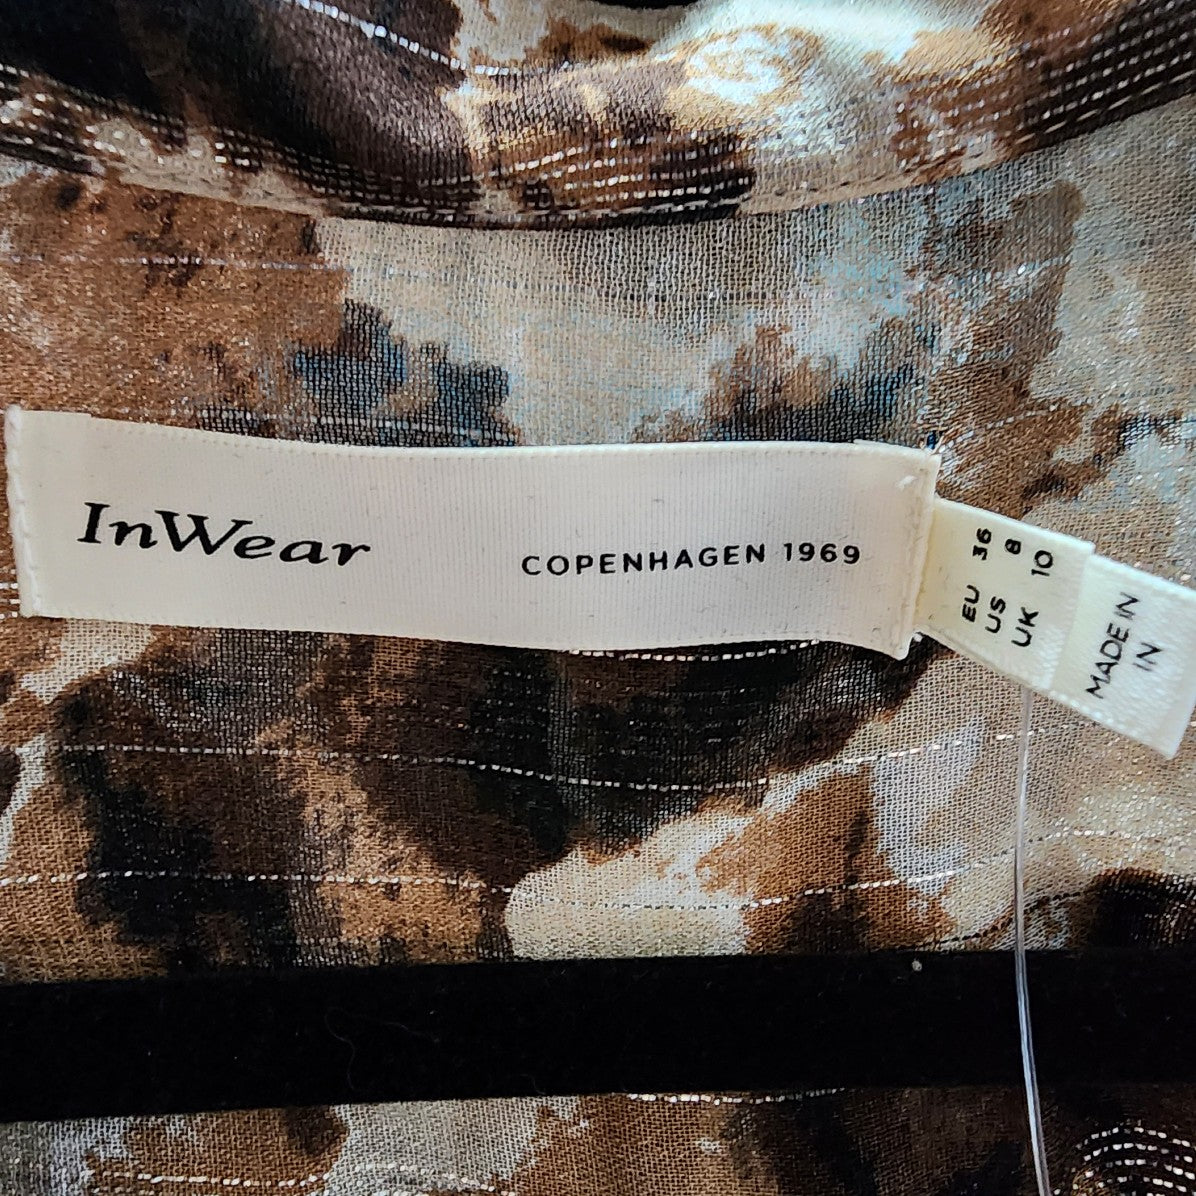 InWear
COPENHAGEN 1969
EU 36
US 8
UK 10
MADE IN
IN